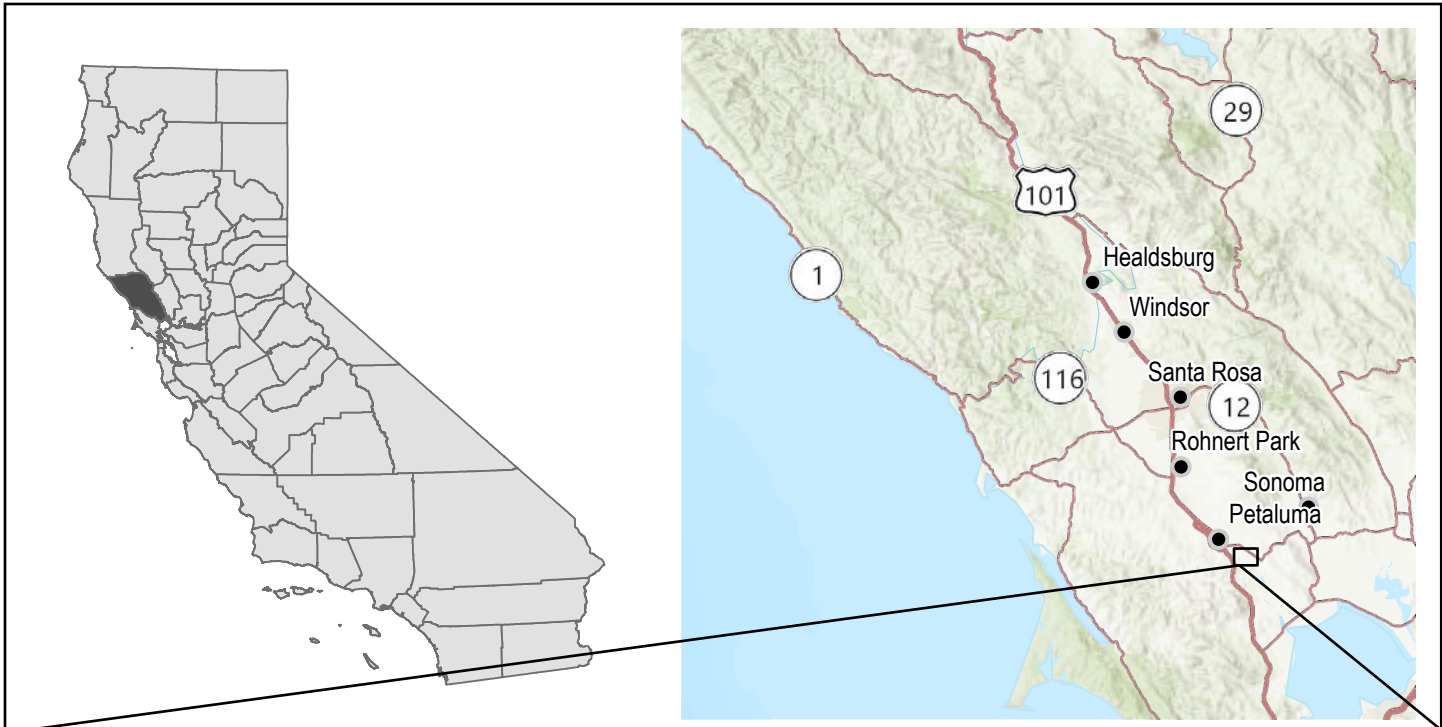 29
101
Healdsburg
1
Windsor
116
Santa Rosa
12
Rohnert Park
Sonoma
Petaluma